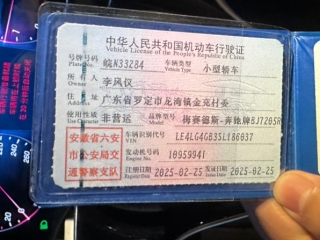 中华人民共和国机动车行驶证
Vehicle License of the People's Republic of China
号牌号码 皖N33284 车辆类型 小型轿车
Plate No. Vehicle Type
所有人 李风仪
Owner
住址 广东省罗定市龙湾镇金充村委
Address
使用性质 非营运 品牌型号 梅赛德斯-奔驰牌BJ7205H
Use Character Model
安徽省六安
市公安局交
通警察支队
车辆识别代号 LE4LG4GB35L186037
VIN
发动机号码 10959941
Engine No.
注册日期 2025-02-25 发证日期 2025-02-25
Register Date Issue Date